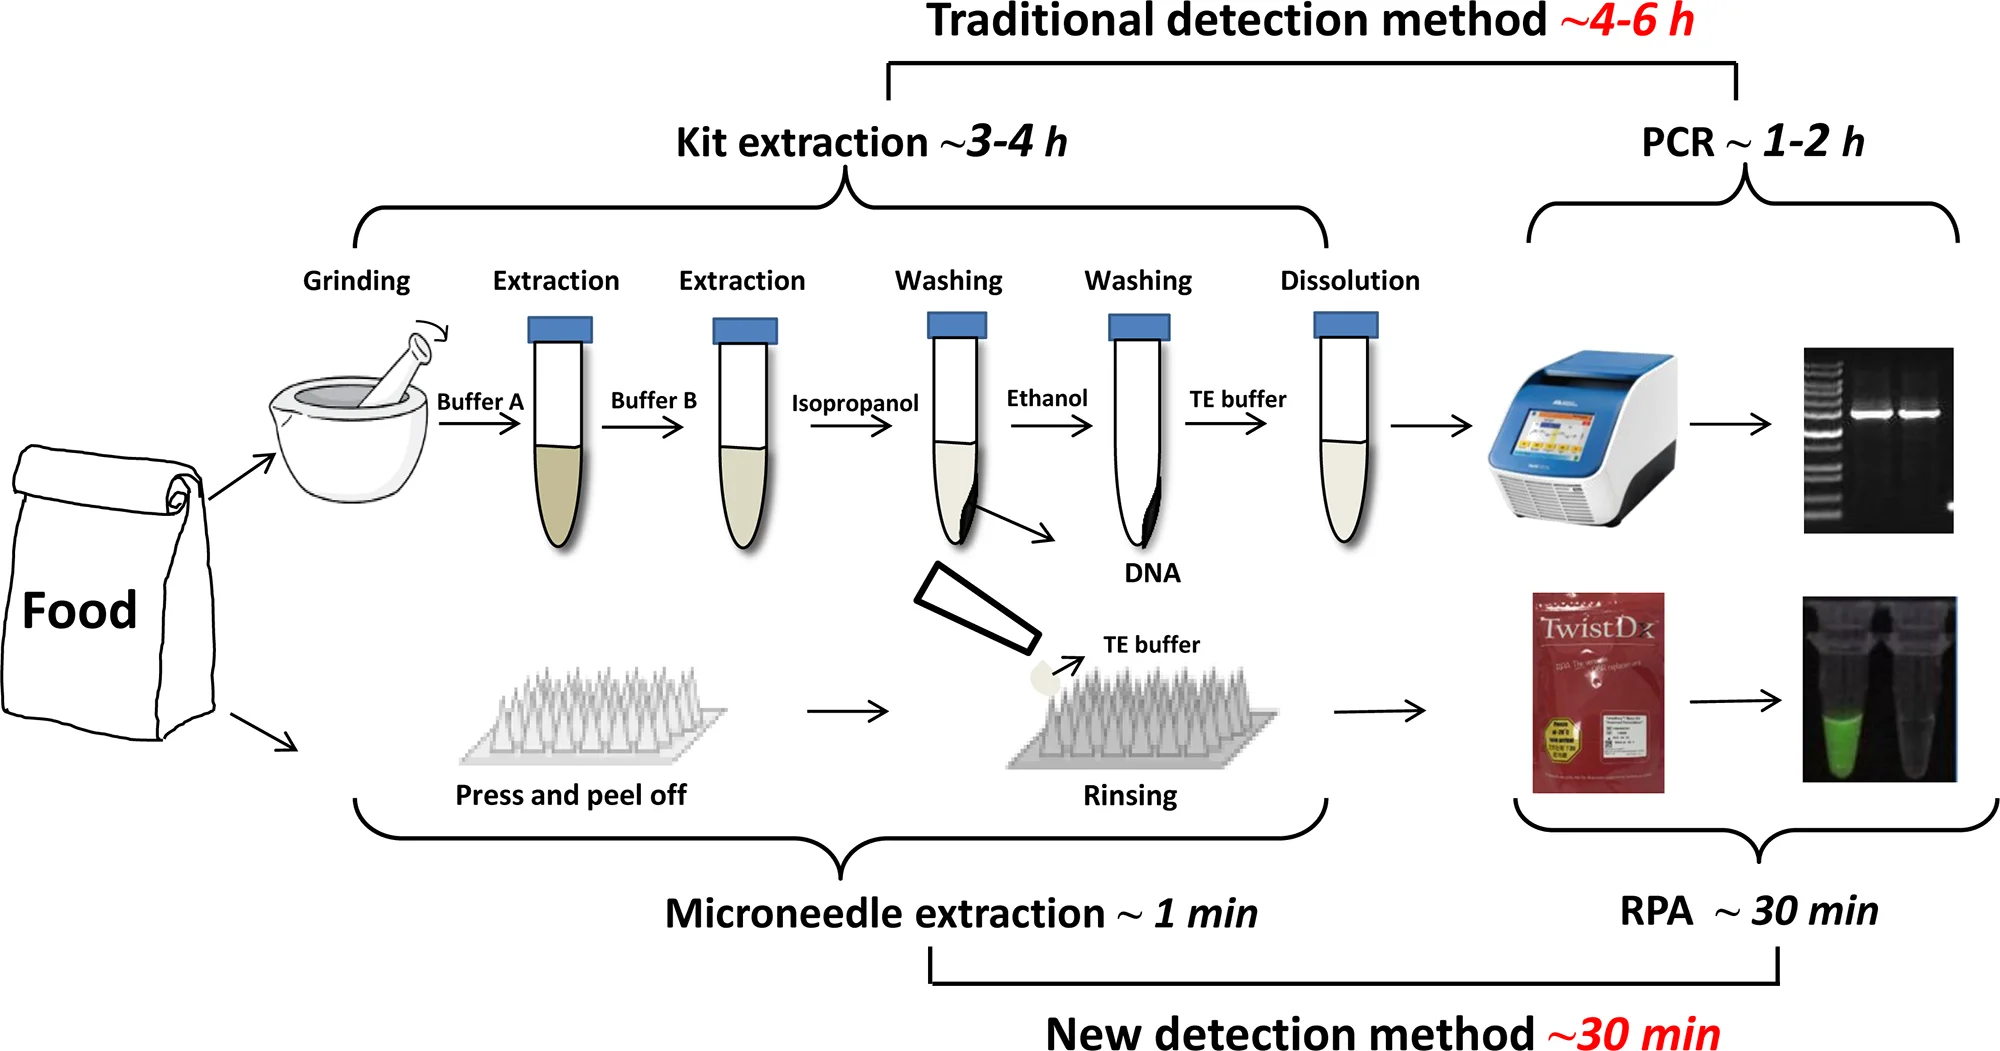 Traditional detection method ~4-6 h
Kit extraction ~3-4 h
PCR ~ 1-2 h
Grinding
Extraction
Extraction
Washing
Washing
Dissolution
Buffer A
Buffer B
Isopropanol
Ethanol
TE buffer
DNA
Food
TE buffer
TwistDx
Press and peel off
Rinsing
Microneedle extraction ~ 1 min
RPA ~ 30 min
New detection method ~30 min